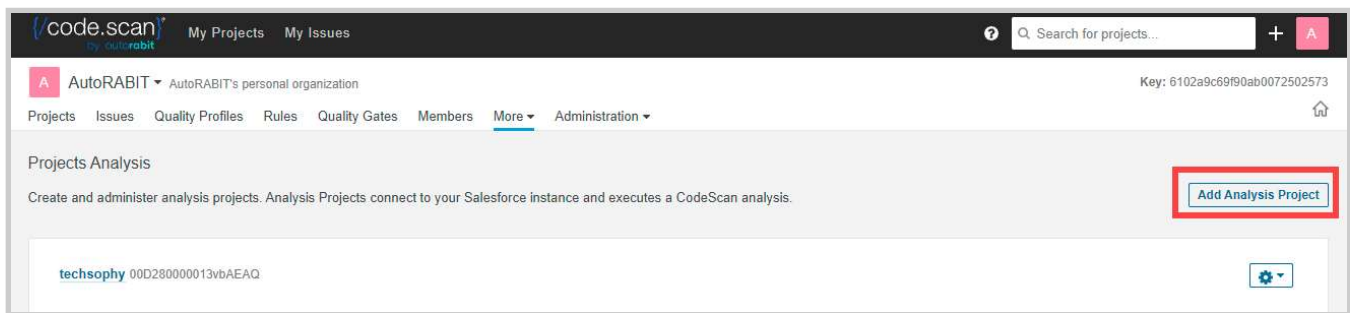 {/code.scan} My Projects My Issues ? Search for projects... + A
by autorabit
A AutoRABIT AutoRABIT's personal organization Key: 6102a9c69f90ab0072502573
Projects Issues Quality Profiles Rules Quality Gates Members More Administration
Projects Analysis
Create and administer analysis projects. Analysis Projects connect to your Salesforce instance and executes a CodeScan analysis.
Add Analysis Project
techsophy 00D280000013vbAEAQ